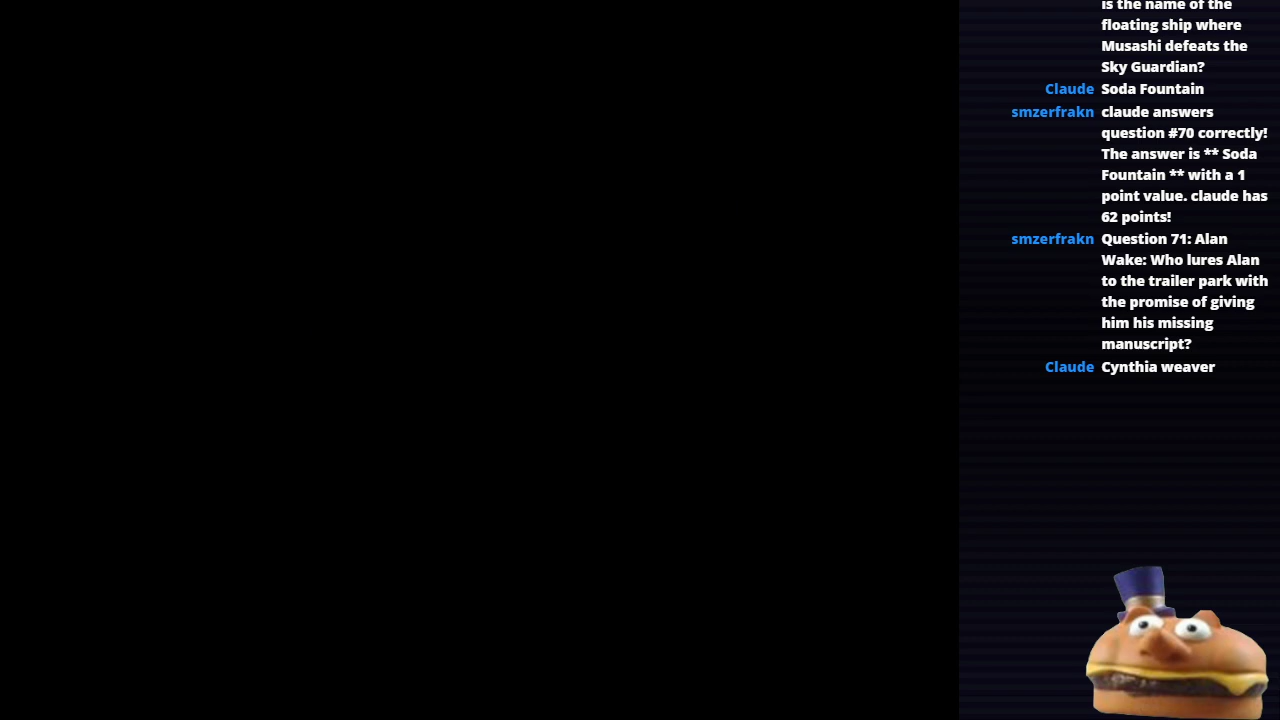 is the name of the
floating ship where
Musashi defeats the
Sky Guardian?
Claude Soda Fountain
smzerfrakn claude answers
question #70 correctly!
The answer is ** Soda
Fountain ** with a 1
point value. claude has
62 points!
smzerfrakn Question 71: Alan
Wake: Who lures Alan
to the trailer park with
the promise of giving
him his missing
manuscript?
Claude Cynthia weaver